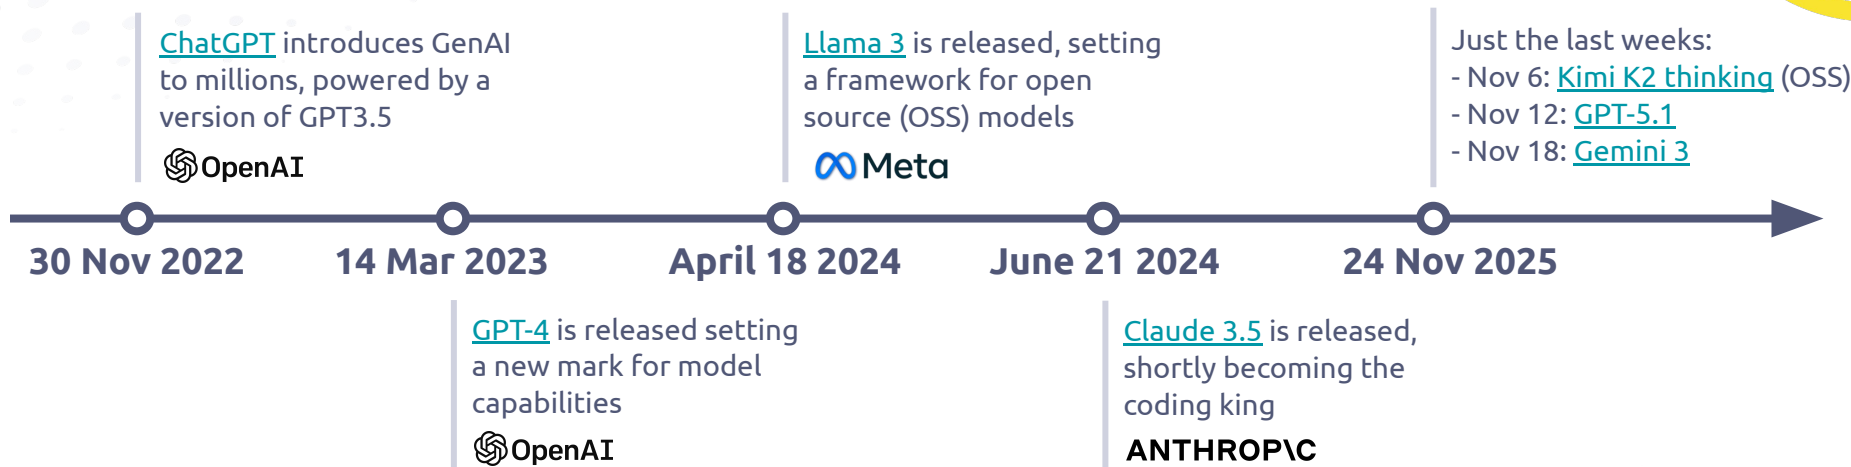 ChatGPT introduces GenAI
to millions, powered by a
version of GPT3.5
OpenAI
Llama 3 is released, setting
a framework for open
source (OSS) models
Meta
Just the last weeks:
- Nov 6: Kimi K2 thinking (OSS)
- Nov 12: GPT-5.1
- Nov 18: Gemini 3
30 Nov 2022
14 Mar 2023
April 18 2024
June 21 2024
24 Nov 2025
GPT-4 is released setting
a new mark for model
capabilities
OpenAI
Claude 3.5 is released,
shortly becoming the
coding king
ANTHROP\C